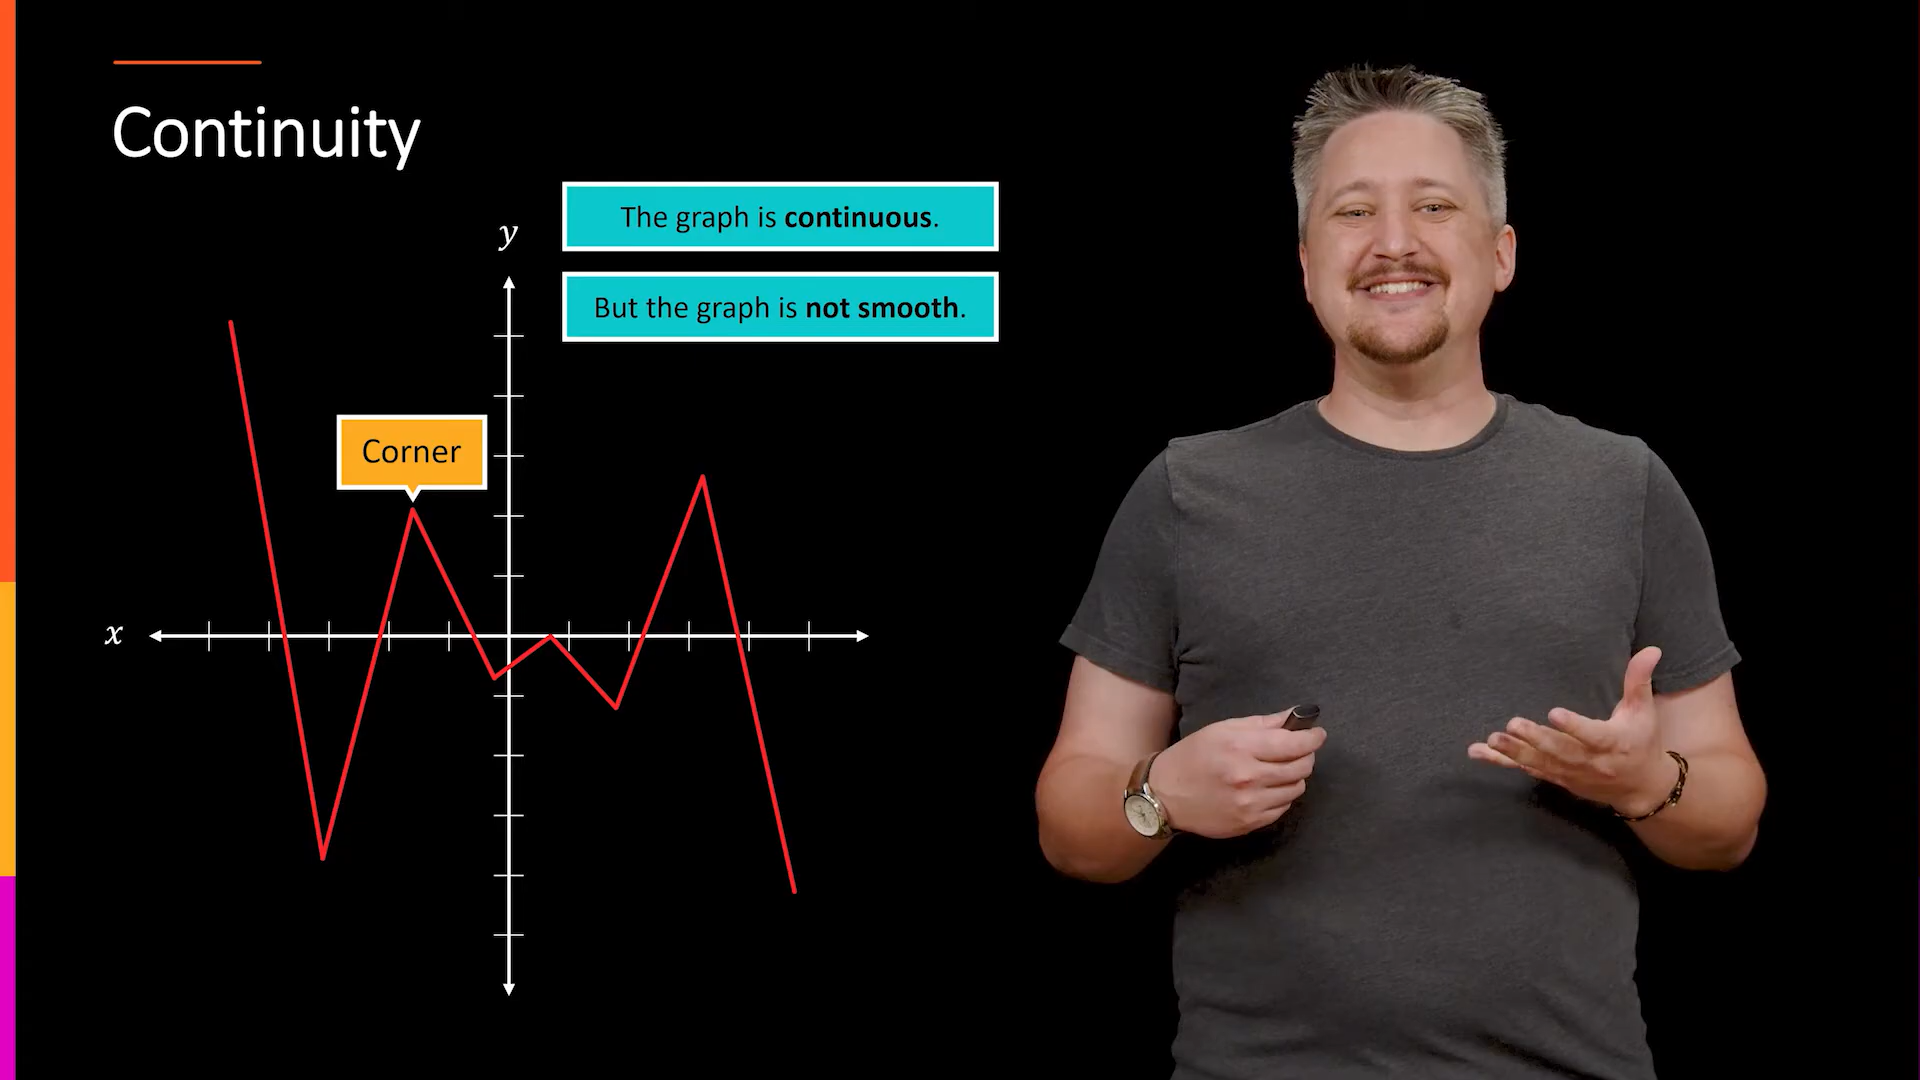 Continuity
The graph is continuous.
But the graph is not smooth.
y
Corner
x